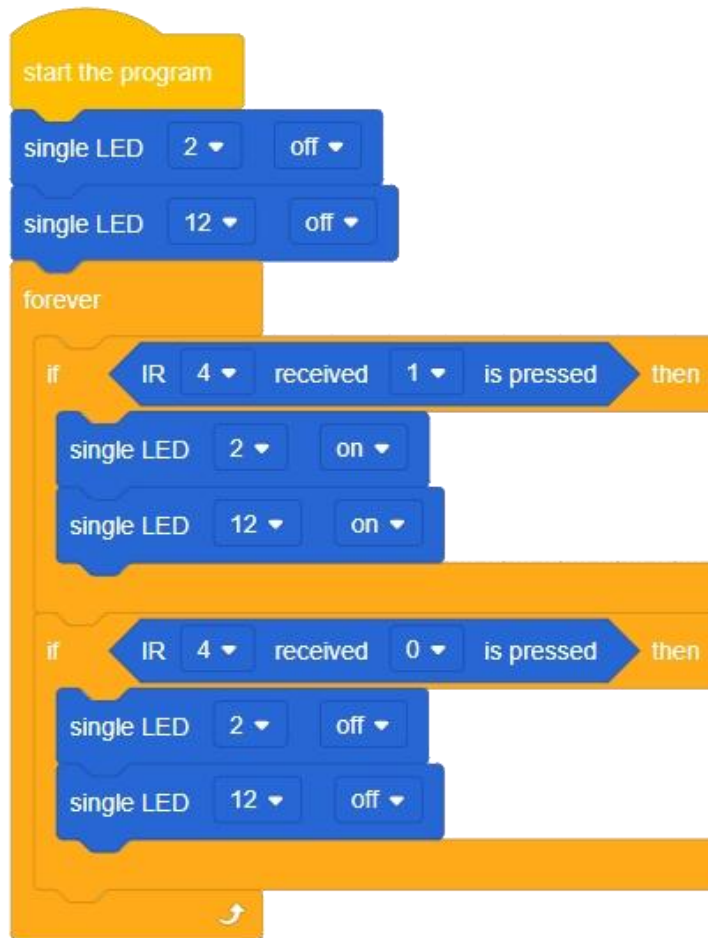 start the program
single LED 2 off
single LED 12 off
forever
if IR 4 received 1 is pressed then
single LED 2 on
single LED 12 on
if IR 4 received 0 is pressed then
single LED 2 off
single LED 12 off